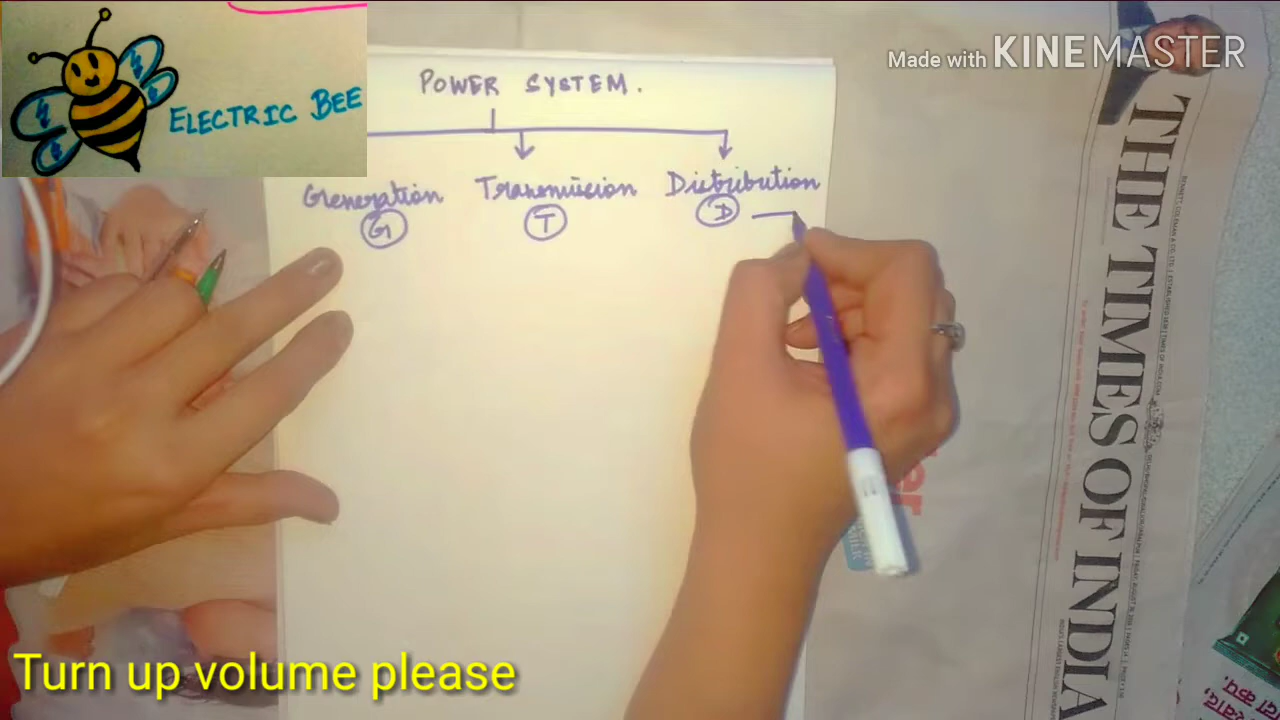 Made with KINEMASTER
ELECTRIC BEE
POWER SYSTEM.
Generation Transmission Distribution
G T D
THE TIMES OF INDIA
Turn up volume please